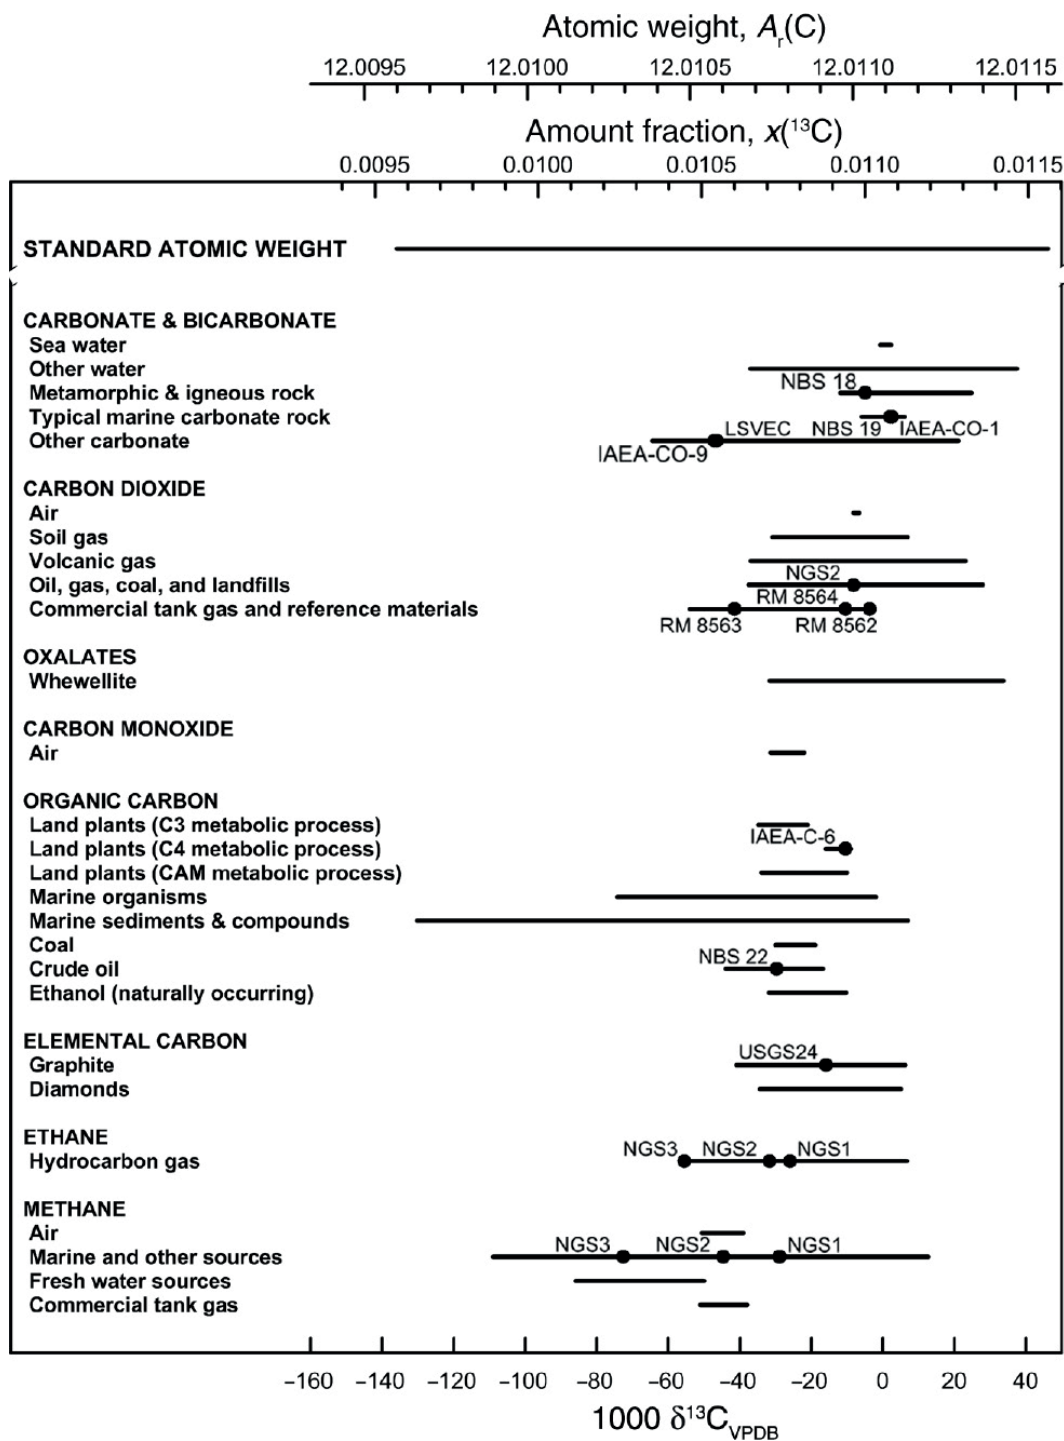 Atomic weight, Ar(C)
12.0095 12.0100 12.0105 12.0110 12.0115
Amount fraction, x(¹³C)
0.0095 0.0100 0.0105 0.0110 0.0115
STANDARD ATOMIC WEIGHT
CARBONATE & BICARBONATE
Sea water
Other water
Metamorphic & igneous rock NBS 18
Typical marine carbonate rock
Other carbonate LSVEC NBS 19 IAEA-CO-1
IAEA-CO-9
CARBON DIOXIDE
Air
Soil gas
Volcanic gas
Oil, gas, coal, and landfills NGS2
Commercial tank gas and reference materials RM 8564
RM 8563 RM 8562
OXALATES
Whewellite
CARBON MONOXIDE
Air
ORGANIC CARBON
Land plants (C3 metabolic process)
Land plants (C4 metabolic process) IAEA-C-6
Land plants (CAM metabolic process)
Marine organisms
Marine sediments & compounds
Coal
Crude oil NBS 22
Ethanol (naturally occurring)
ELEMENTAL CARBON
Graphite USGS24
Diamonds
ETHANE
Hydrocarbon gas NGS3 NGS2 NGS1
METHANE
Air
Marine and other sources NGS3 NGS2 NGS1
Fresh water sources
Commercial tank gas
–160 –140 –120 –100 –80 –60 –40 –20 0 20 40
1000 δ¹³C VPDB